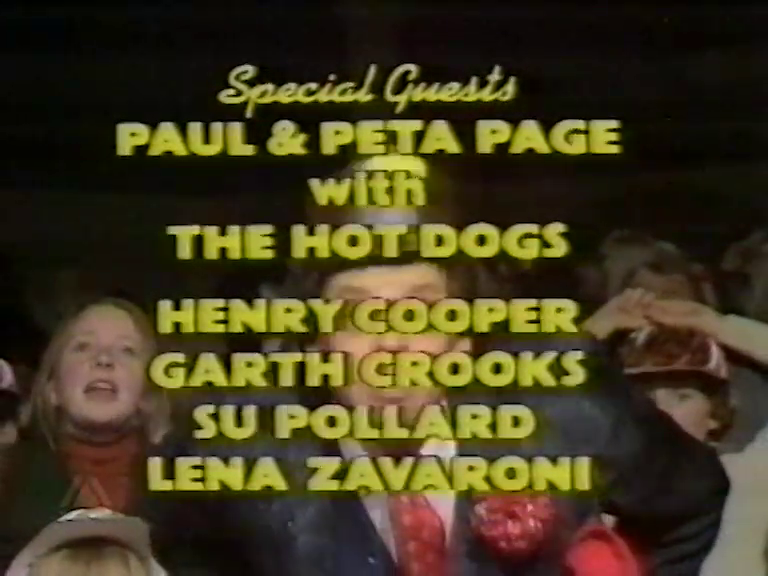 Special Guests
PAUL & PETA PAGE
with
THE HOT DOGS
HENRY COOPER
GARTH CROOKS
SU POLLARD
LENA ZAVARONI